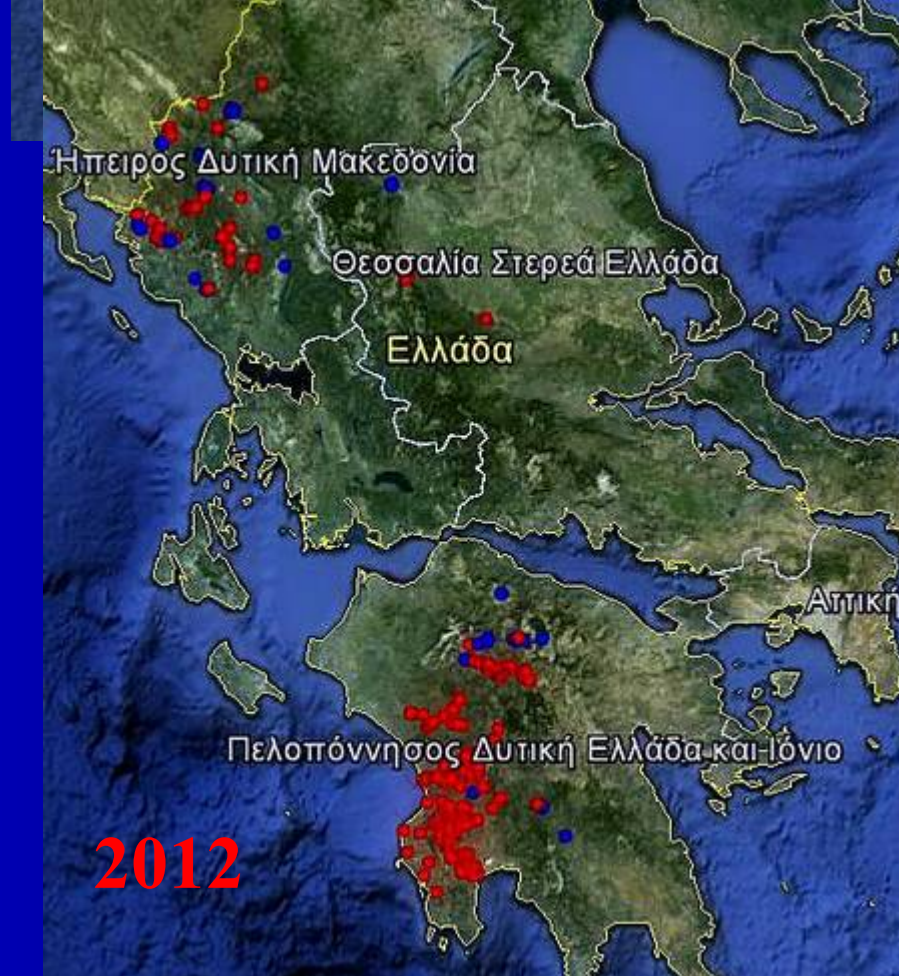 Ήπειρος Δυτική Μακεδονία
Θεσσαλία Στερεά Ελλάδα
Ελλάδα
Αττική
Πελοπόννησος Δυτική Ελλάδα και Ιόνιο
2012